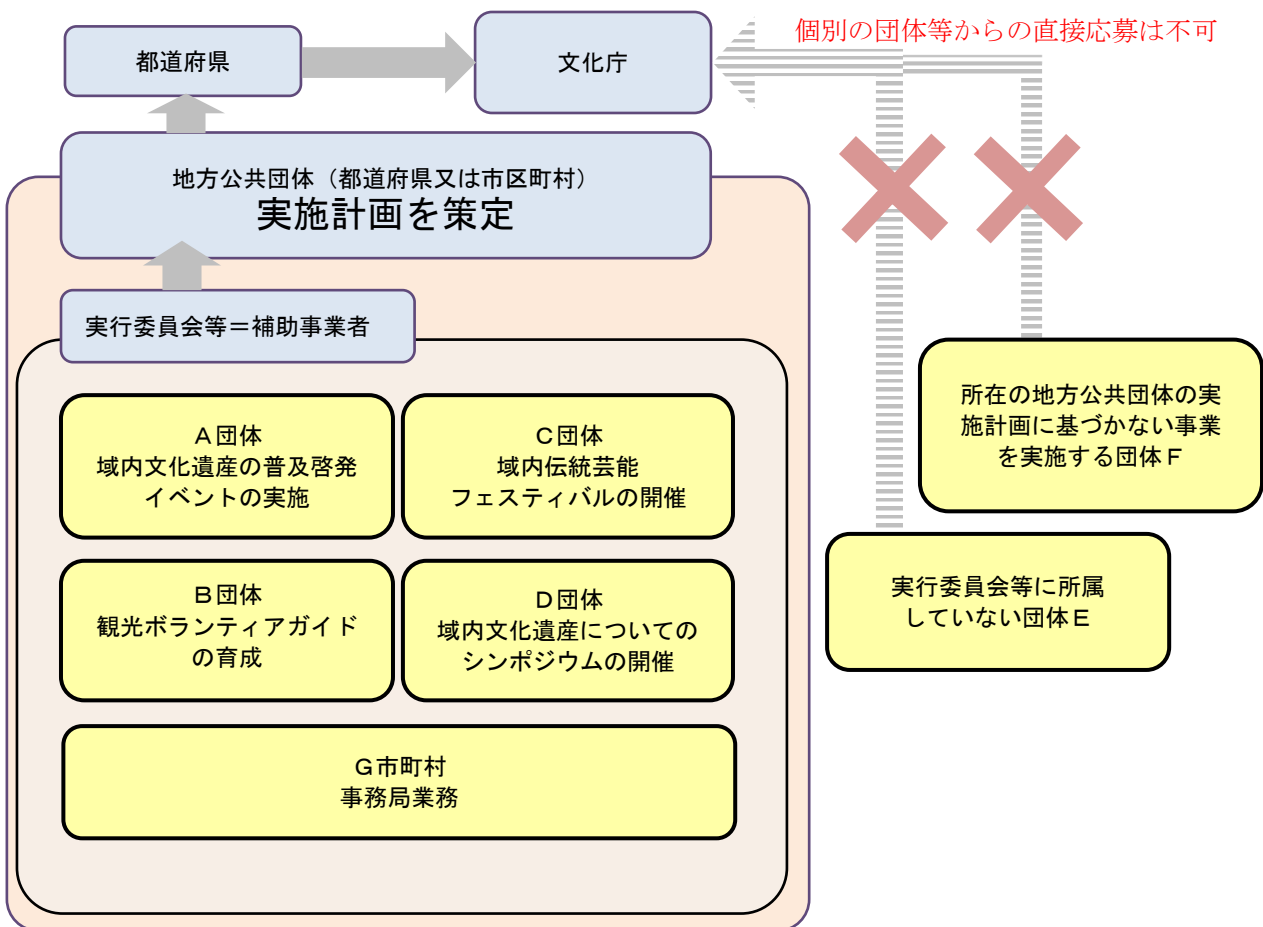 個別の団体等からの直接応募は不可
都道府県
文化庁
地方公共団体（都道府県又は市区町村）
実施計画を策定
実行委員会等＝補助事業者
Ａ団体
域内文化遺産の普及啓発
イベントの実施
Ｃ団体
域内伝統芸能
フェスティバルの開催
Ｂ団体
観光ボランティアガイド
の育成
Ｄ団体
域内文化遺産についての
シンポジウムの開催
Ｇ市町村
事務局業務
所在の地方公共団体の実
施計画に基づかない事業
を実施する団体Ｆ
実行委員会等に所属
していない団体Ｅ